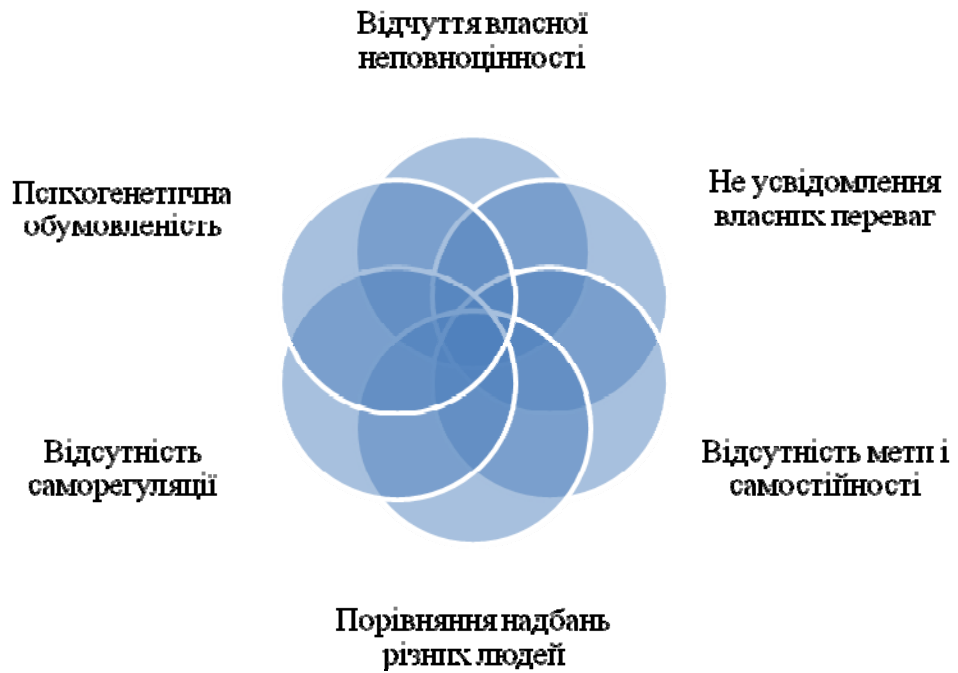 Відчуття власної
неповноцінності
Не усвідомлення
власних переваг
Відсутність мети і
самостійності
Порівняння надбань
різних людей
Відсутність
саморегуляції
Психогенетична
обумовленість